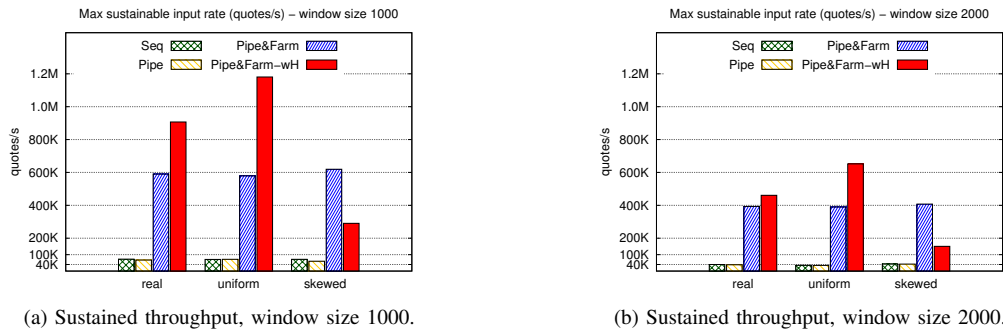 Max sustainable input rate (quotes/s) – window size 1000
Seq
Pipe&Farm
Pipe
Pipe&Farm–wH
1.2M
1.0M
800K
600K
400K
200K
100K
40K
quotes/s
real
uniform
skewed
(a) Sustained throughput, window size 1000.
Max sustainable input rate (quotes/s) – window size 2000
Seq
Pipe&Farm
Pipe
Pipe&Farm–wH
1.2M
1.0M
800K
600K
400K
200K
100K
40K
quotes/s
real
uniform
skewed
(b) Sustained throughput, window size 2000.